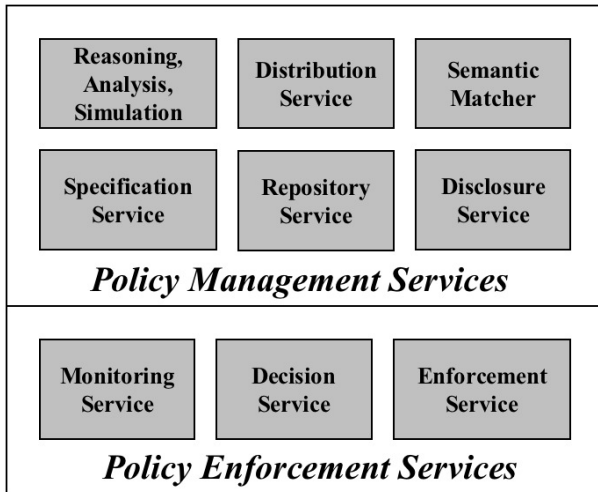 Reasoning,
Analysis,
Simulation
Distribution
Service
Semantic
Matcher
Specification
Service
Repository
Service
Disclosure
Service
Policy Management Services
Monitoring
Service
Decision
Service
Enforcement
Service
Policy Enforcement Services